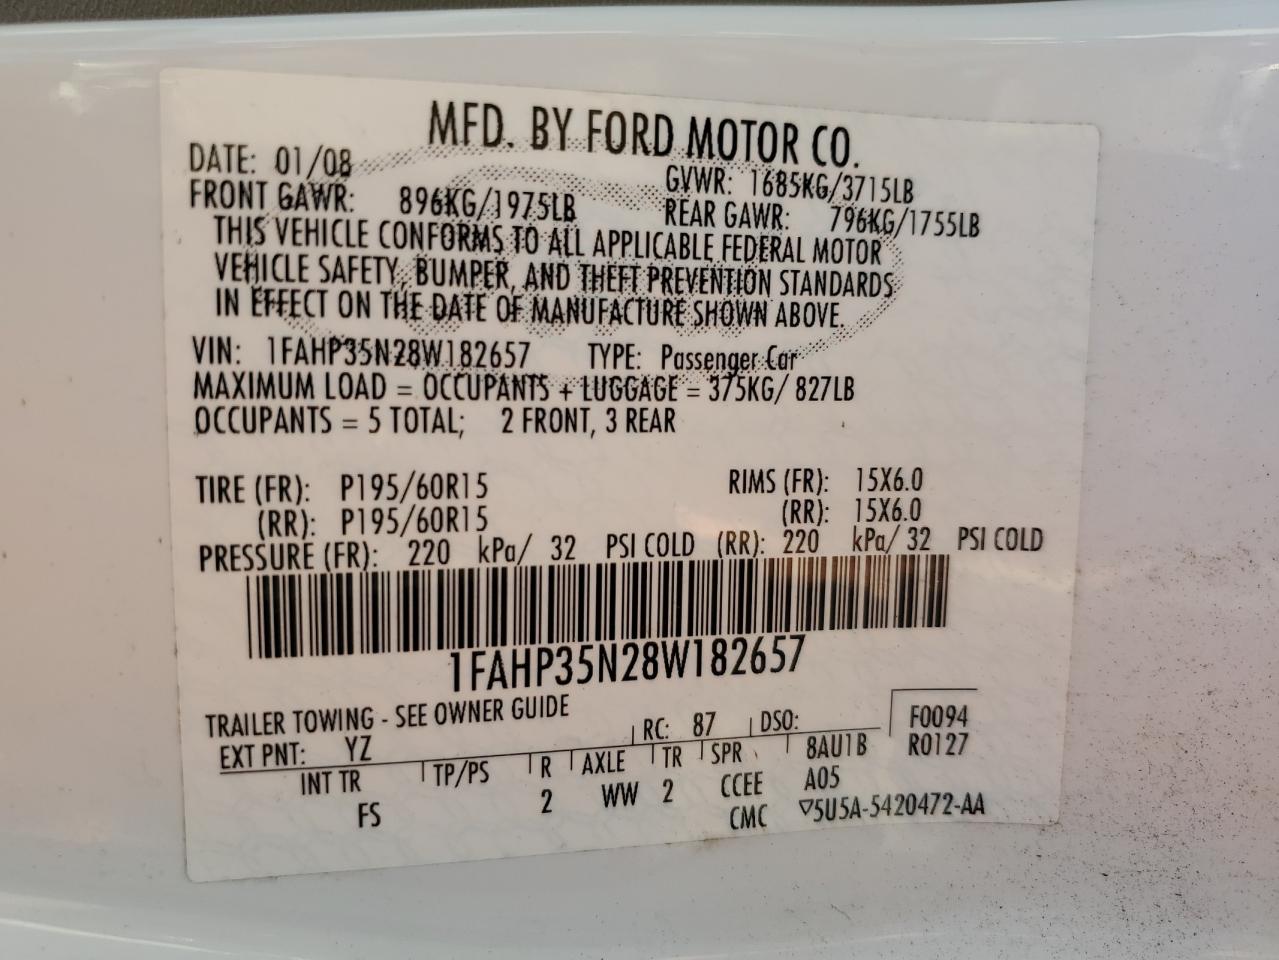 MFD. BY FORD MOTOR CO.
DATE: 01/08 GVWR: 1685KG/3715LB
FRONT GAWR: 896KG/1975LB REAR GAWR: 796KG/1755LB
THIS VEHICLE CONFORMS TO ALL APPLICABLE FEDERAL MOTOR
VEHICLE SAFETY, BUMPER, AND THEFT PREVENTION STANDARDS
IN EFFECT ON THE DATE OF MANUFACTURE SHOWN ABOVE.
VIN: 1FAHP35N28W182657 TYPE: Passenger Car
MAXIMUM LOAD = OCCUPANTS + LUGGAGE = 375KG/ 827LB
OCCUPANTS = 5 TOTAL; 2 FRONT, 3 REAR
TIRE (FR): P195/60R15 RIMS (FR): 15X6.0
(RR): P195/60R15 (RR): 15X6.0
PRESSURE (FR): 220 kPa/ 32 PSI COLD (RR): 220 kPa/ 32 PSI COLD
1FAHP35N28W182657
TRAILER TOWING - SEE OWNER GUIDE
EXT PNT: YZ RC: 87 DSO: F0094
INT TR TP/PS R AXLE TR SPR 8AU1B R0127
FS 2 WW 2 CCEE A05
CMC ▽5U5A-5420472-AA